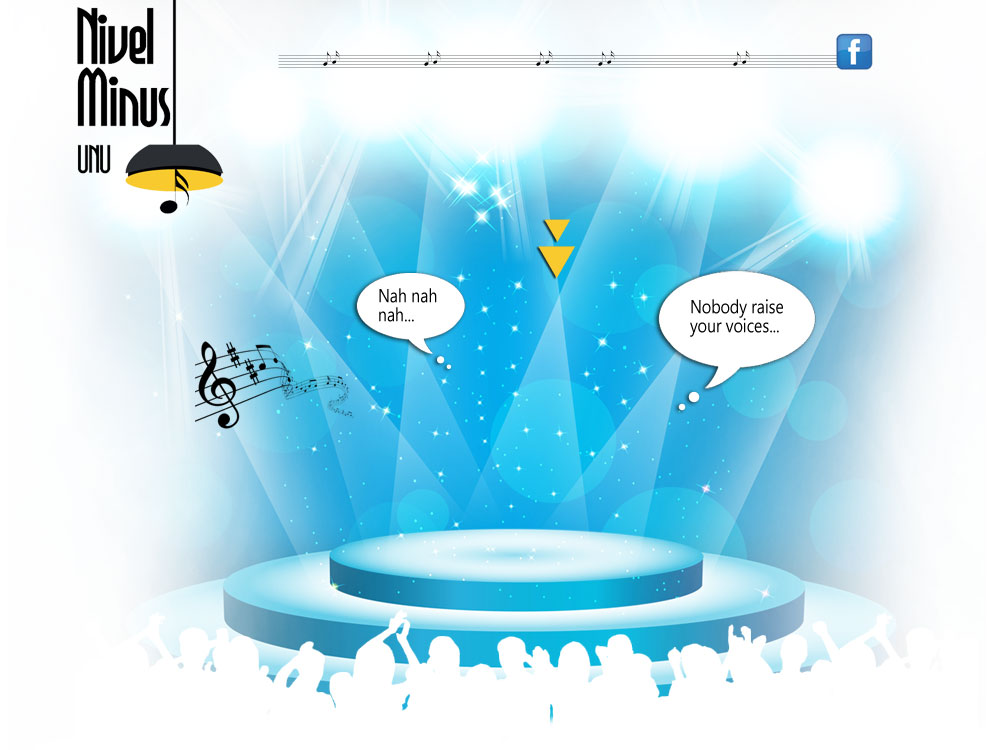 Nivel
Minus
UNU
f
Nah nah
nah...
Nobody raise
your voices...